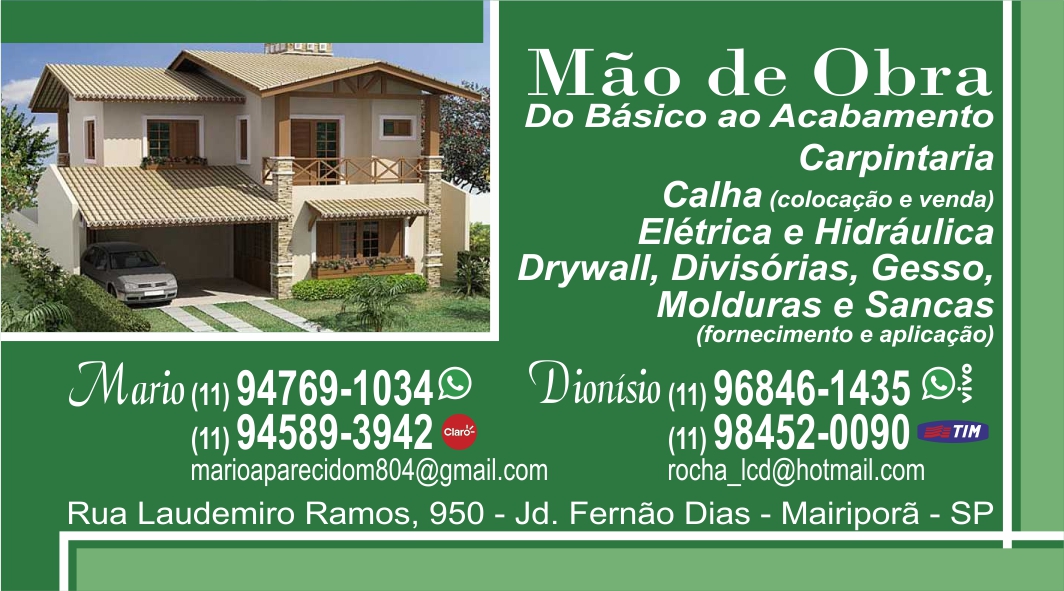 Mão de Obra
Do Básico ao Acabamento
Carpintaria
Calha (colocação e venda)
Elétrica e Hidráulica
Drywall, Divisórias, Gesso,
Molduras e Sancas
(fornecimento e aplicação)
Mario (11) 94769-1034
(11) 94589-3942 Claro
marioaparecidom804@gmail.com
Dionísio (11) 96846-1435 vivo
(11) 98452-0090 TIM
rocha_lcd@hotmail.com
Rua Laudemiro Ramos, 950 - Jd. Fernão Dias - Mairiporã - SP